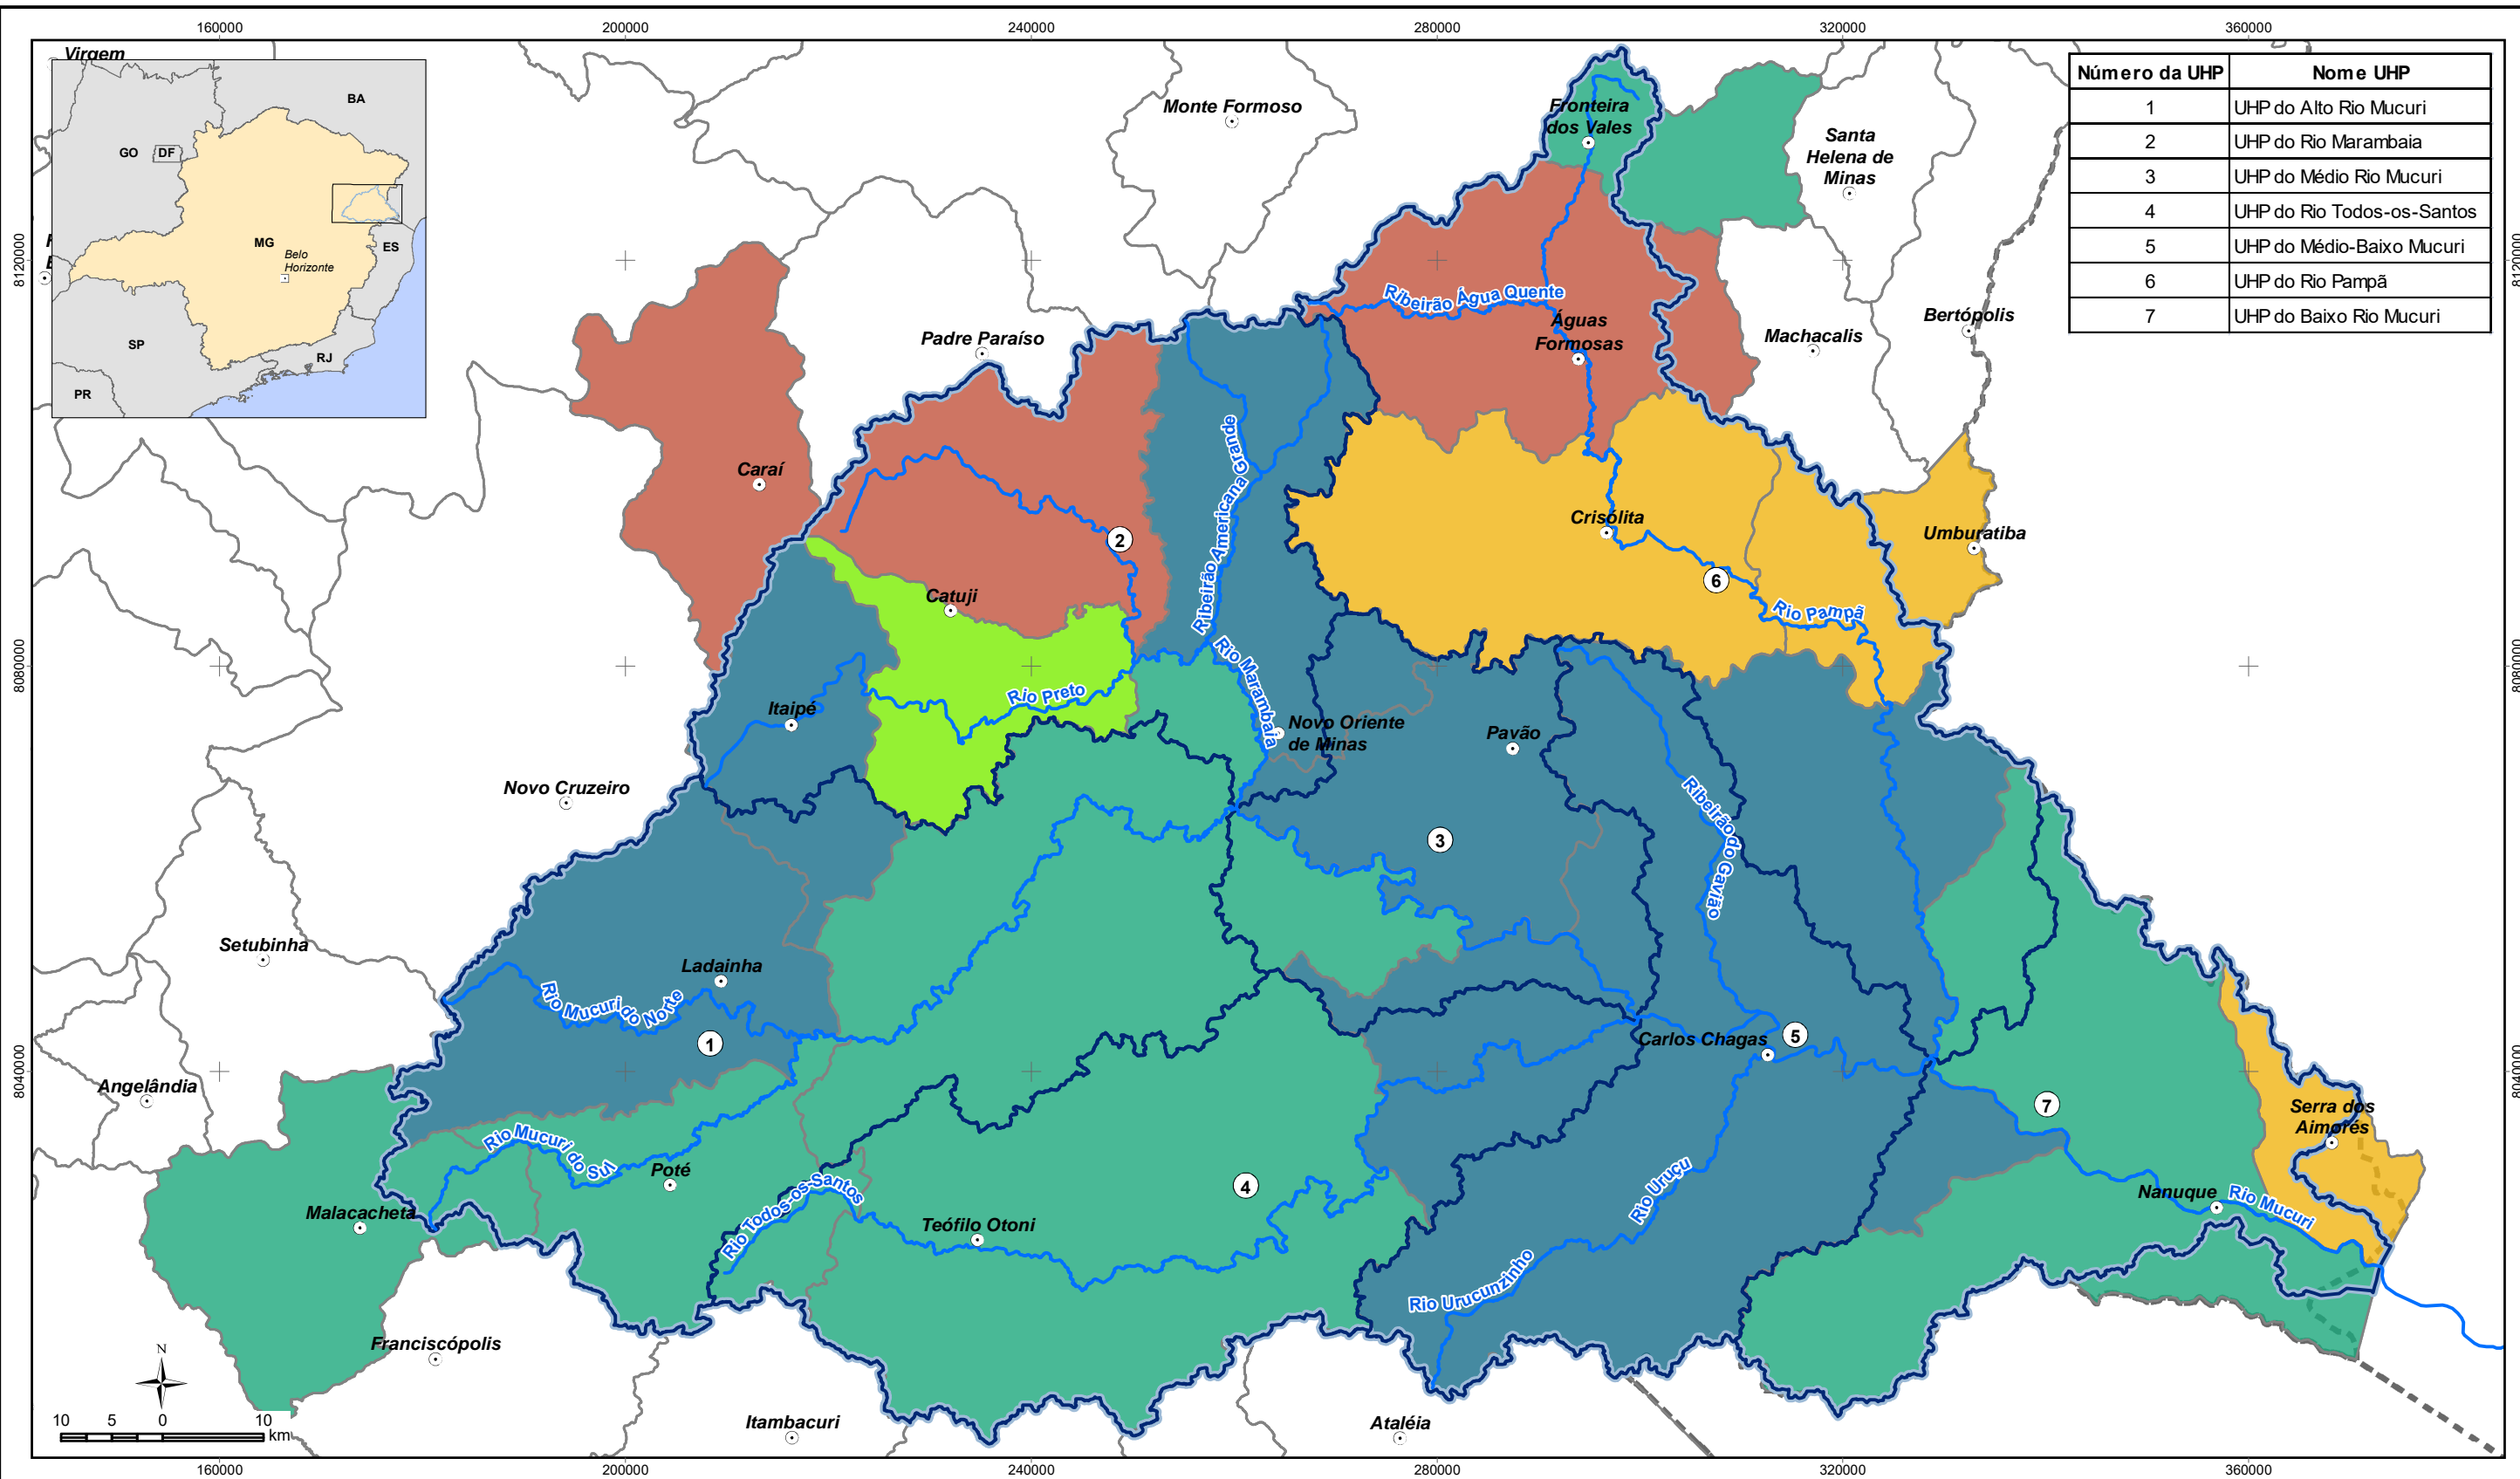 160000
200000
240000
280000
320000
360000
Virgem
BA
GO
DF
MG
Belo
Horizonte
ES
SP
RJ
PR
Número da UHP Nome UHP
1 UHP do Alto Rio Mucuri
2 UHP do Rio Marambaia
3 UHP do Médio Rio Mucuri
4 UHP do Rio Todos-os-Santos
5 UHP do Médio-Baixo Mucuri
6 UHP do Rio Pampã
7 UHP do Baixo Rio Mucuri
Monte Formoso
Fronteira
dos Vales
Santa
Helena de
Minas
8120000
8120000
Ribeirão Água Quente
Padre Paraíso
Águas
Formosas
Machacalis
Bertópolis
Caraí
Ribeirão Americana Grande
2
Crisólita
Umburatiba
6
Catuji
Rio Pampã
8080000
8080000
Rio Marambaia
Rio Preto
Itaipé
Novo Oriente
de Minas
Pavão
Novo Cruzeiro
Ribeirão do Gavião
3
Setubinha
Ladainha
Rio Mucuri do Norte
1
5
Carlos Chagas
8040000
8040000
Angelândia
7
Serra dos
Aimorés
Rio Mucuri do Sul
Poté
4
Rio Todos-os-Santos
Rio Uruçu
Nanuque
Rio Mucuri
Malacacheta
Teófilo Otoni
Rio Urucunzinho
Franciscópolis
N
10 5 0 10
km
Itambacuri
Ataléia
160000
200000
240000
280000
320000
360000